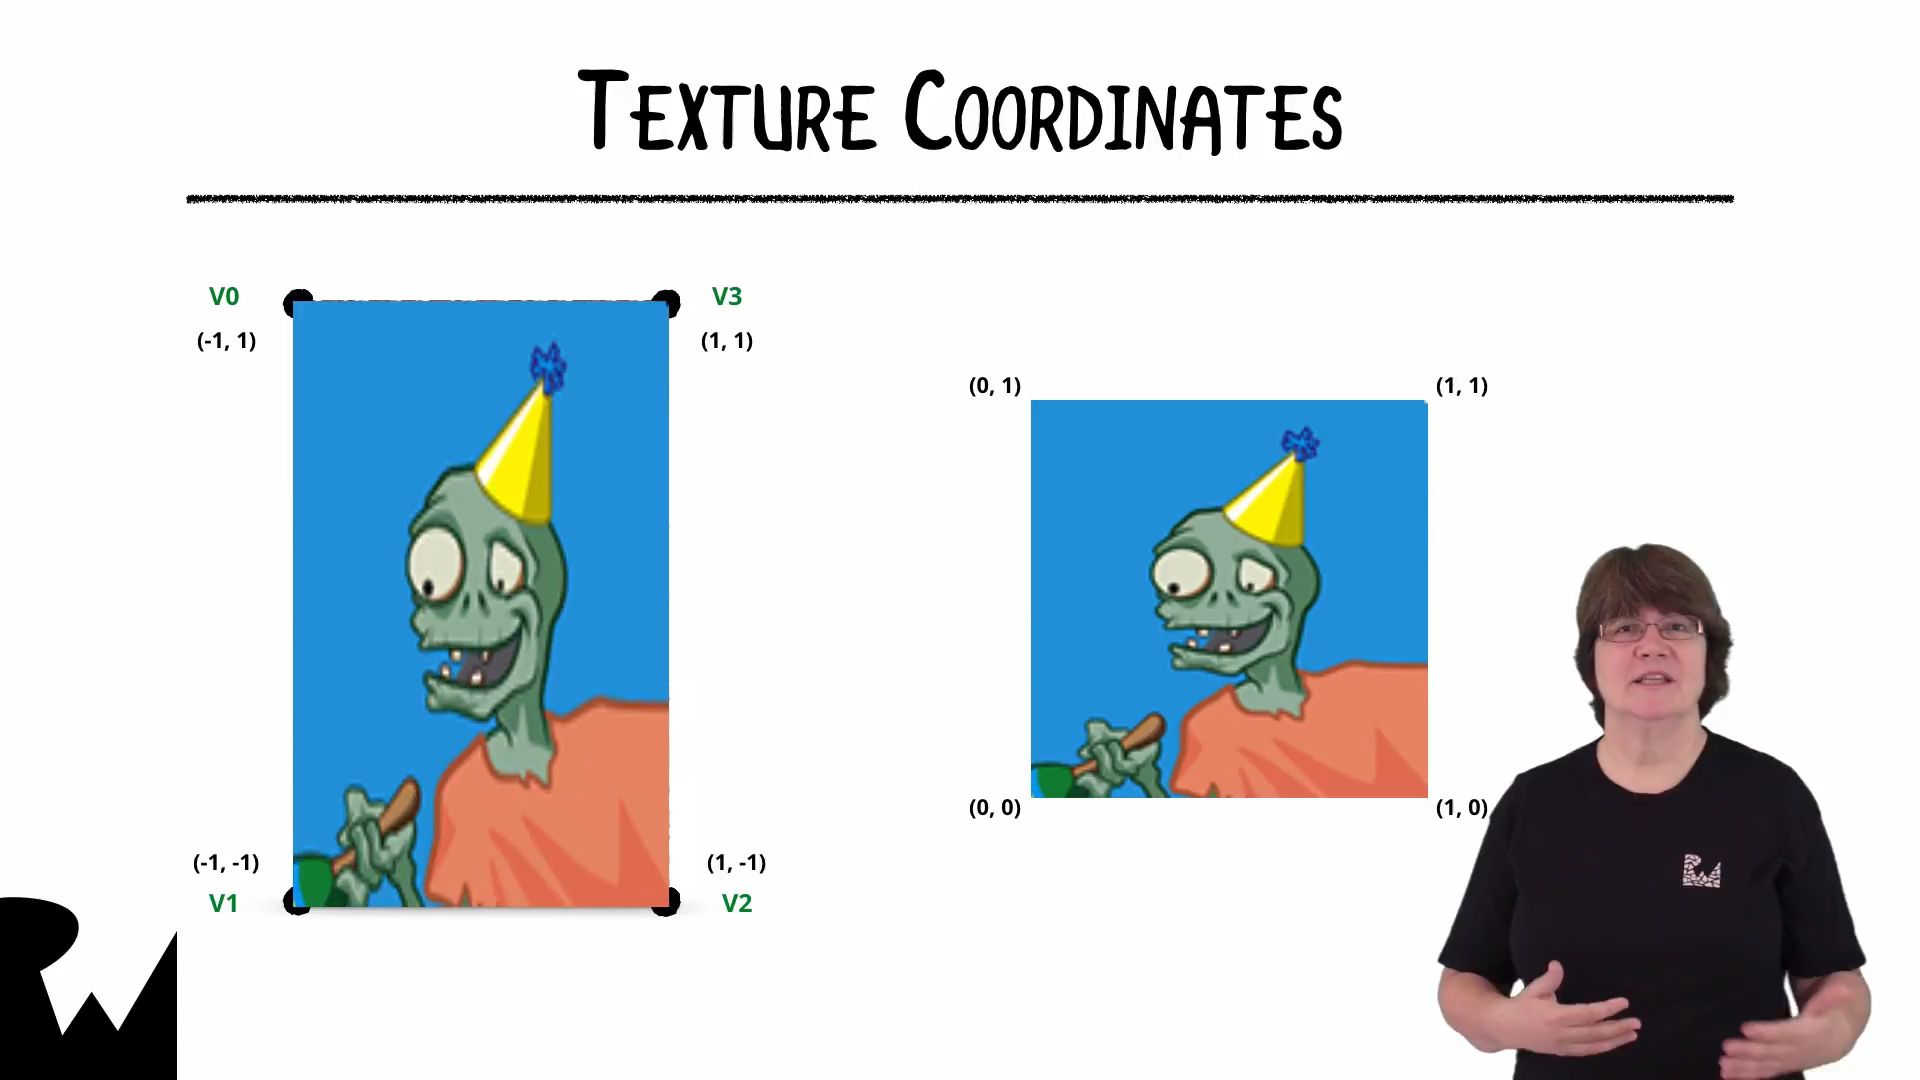 TEXTURE COORDINATES
V0
V3
(-1, 1)
(1, 1)
(0, 1)
(1, 1)
(0, 0)
(1, 0)
(-1, -1)
(1, -1)
V1
V2